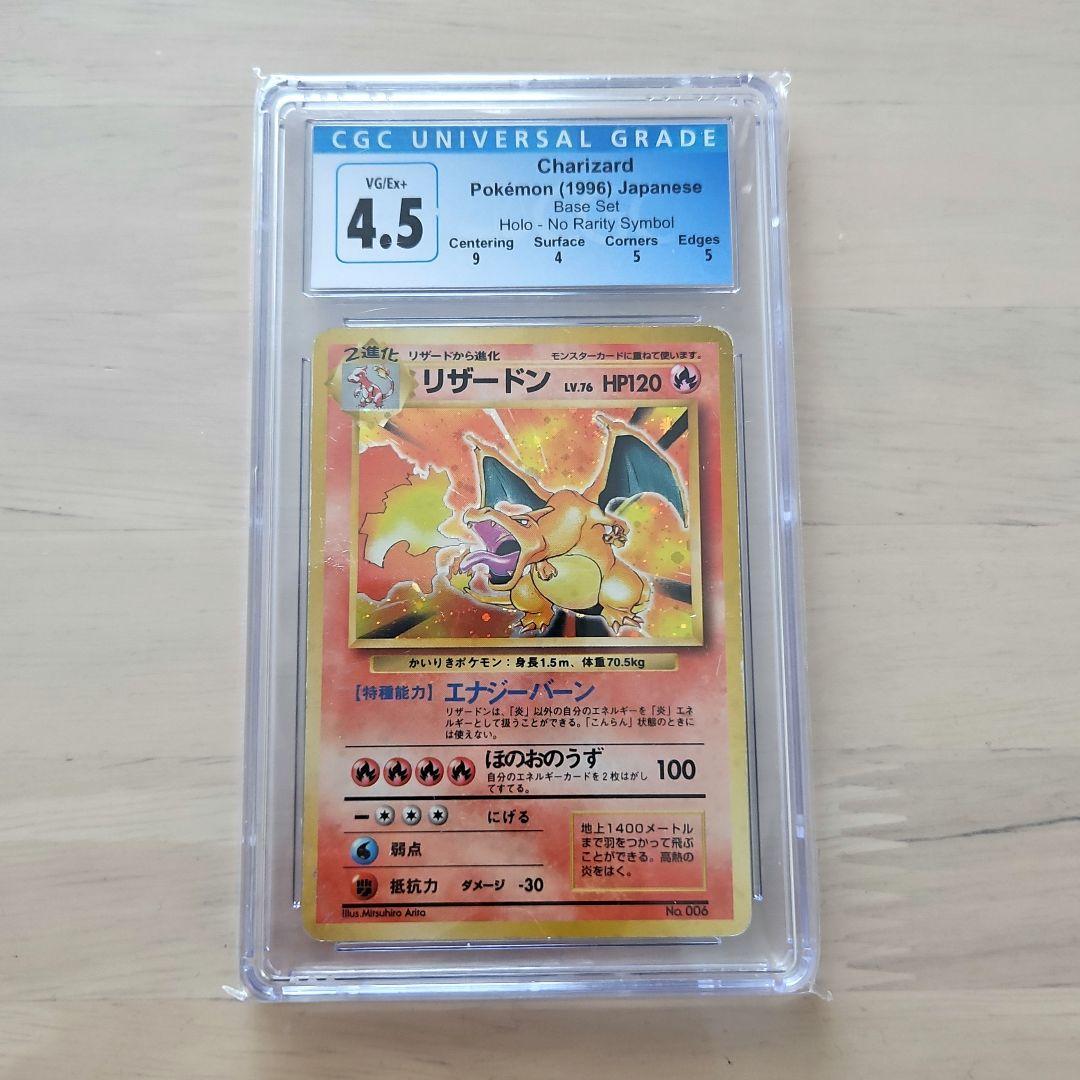 CGC UNIVERSAL GRADE
VG/Ex+
4.5
Charizard
Pokémon (1996) Japanese
Base Set
Holo - No Rarity Symbol
Centering Surface Corners Edges
9 4 5 5
2進化 リザードから進化 モンスターカードに重ねて使います。
リザードン LV.76 HP120
かいりきポケモン:身長1.5m、体重70.5kg
【特種能力】エナジーバーン
リザードンは、「炎」以外の自分のエネルギーを「炎」エネ
ルギーとして扱うことができる。「こんらん」状態のときに
は使えない。
ほのおのうず 100
自分のエネルギーカードを2枚はがし
てすてる。
ー にげる
弱点
抵抗力 ダメージ -30
地上1400メートル
まで羽をつかって飛ぶ
ことができる。高熱の
炎をはく。
Illus.Mitsuhiro Arita No. 006